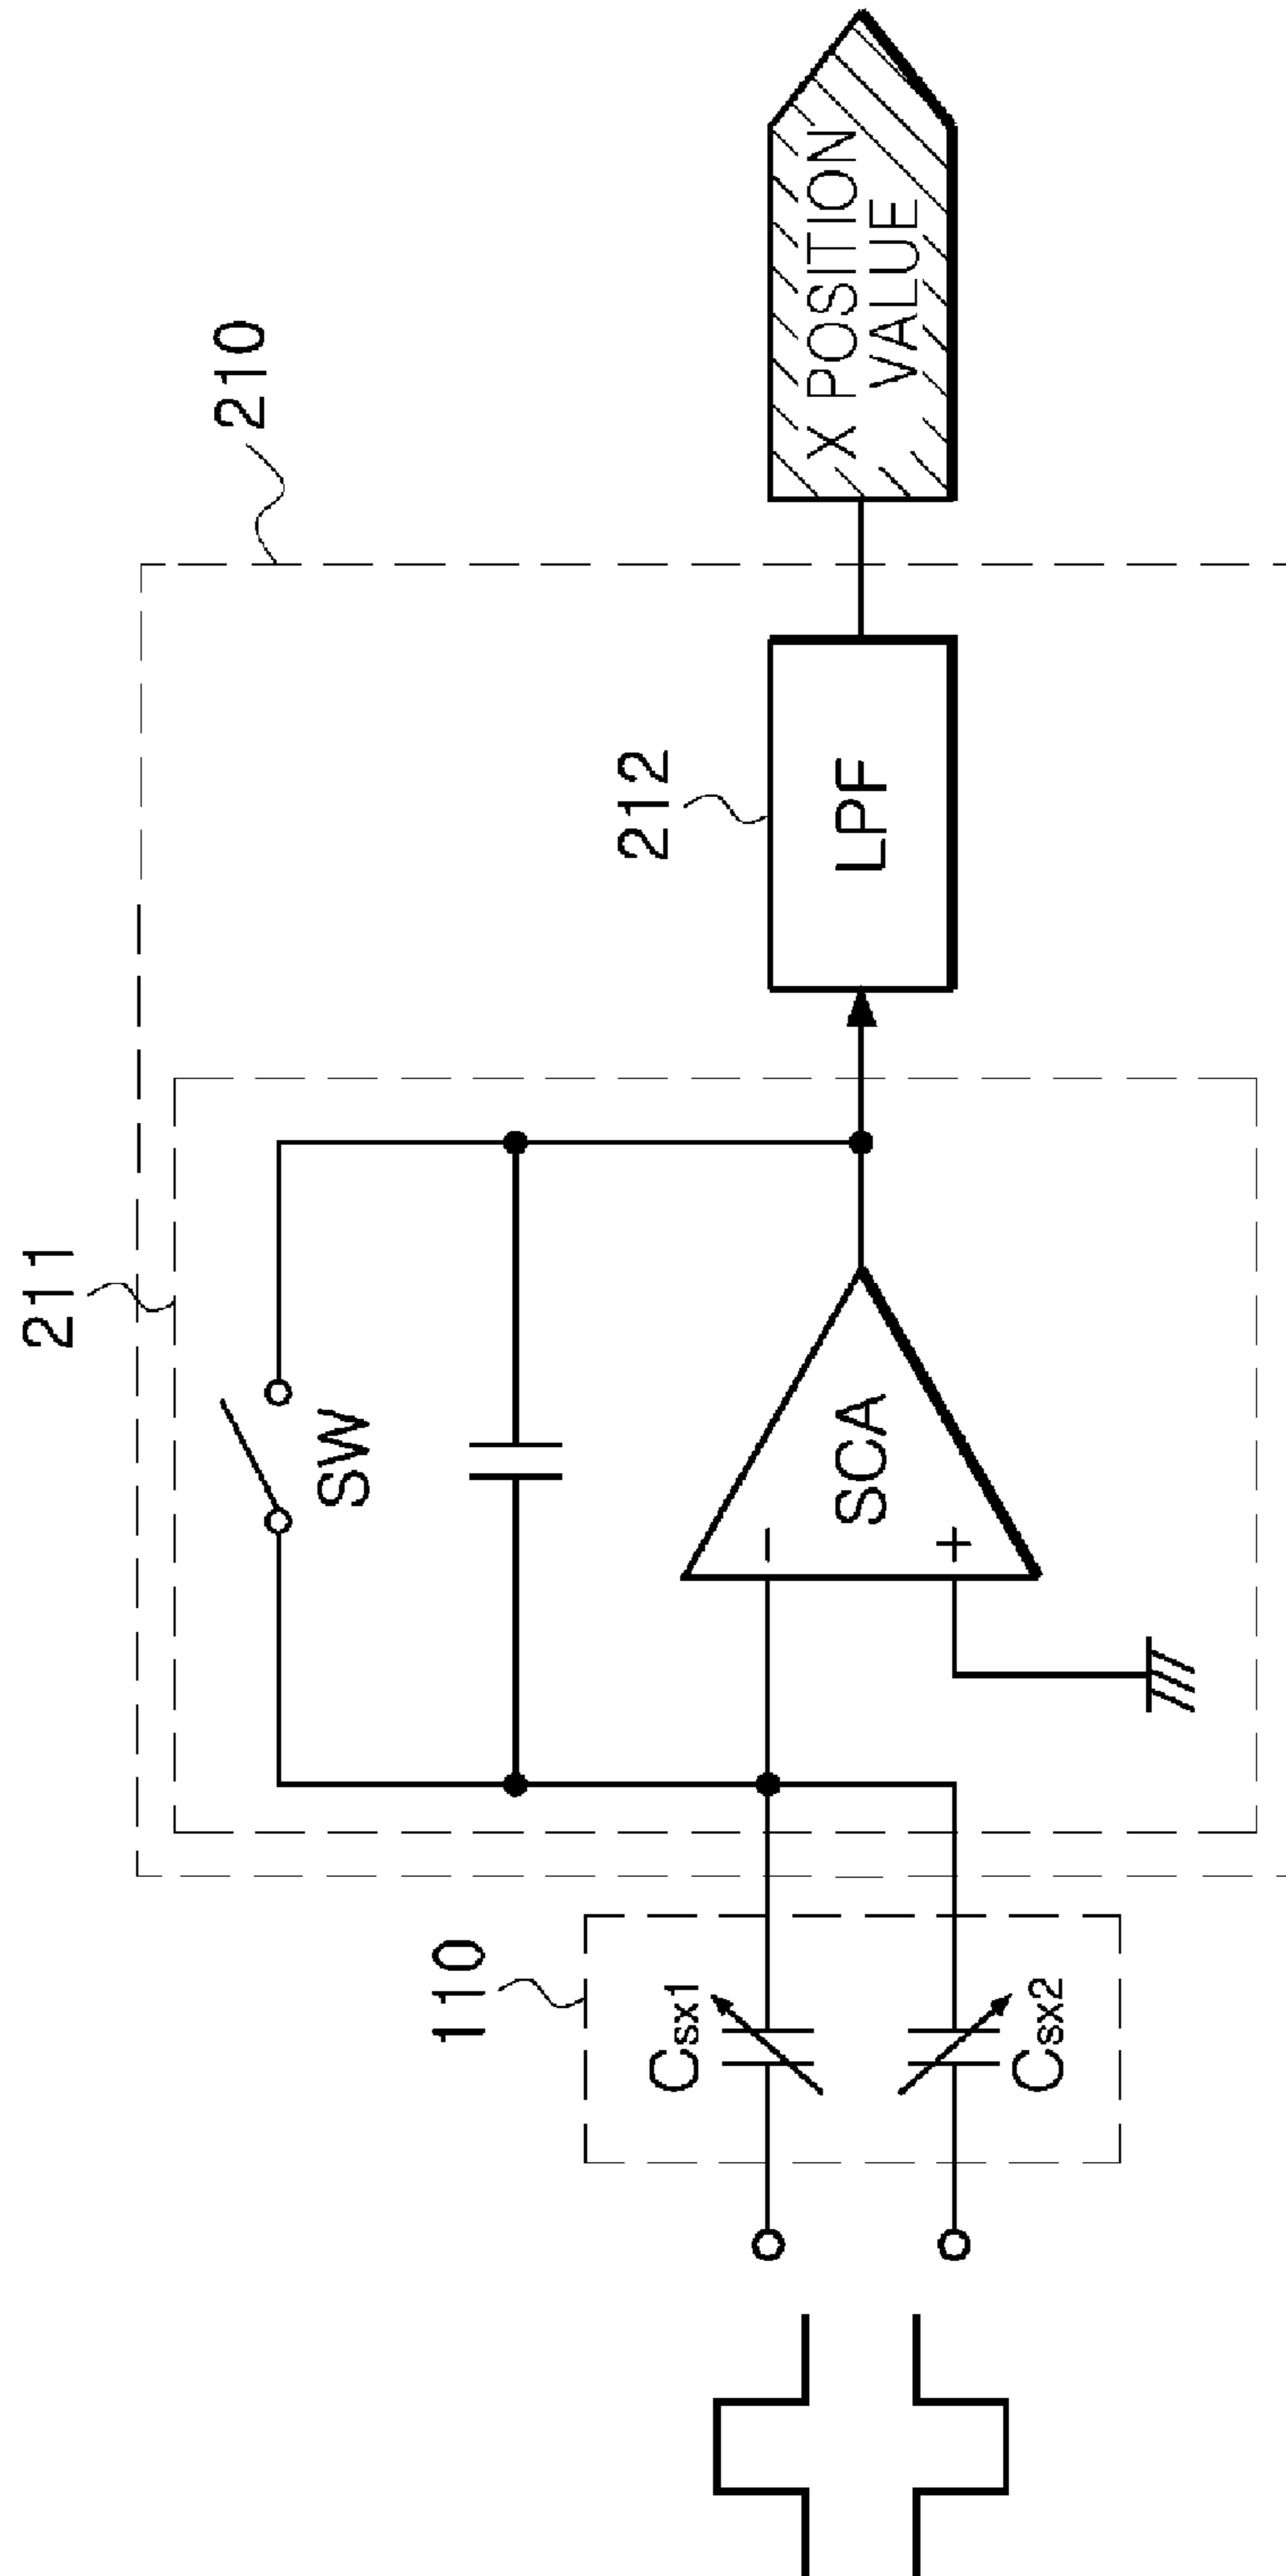 211
210
SW
212
110
Csx1
−
SCA
+
LPF
X POSITION
VALUE
Csx2